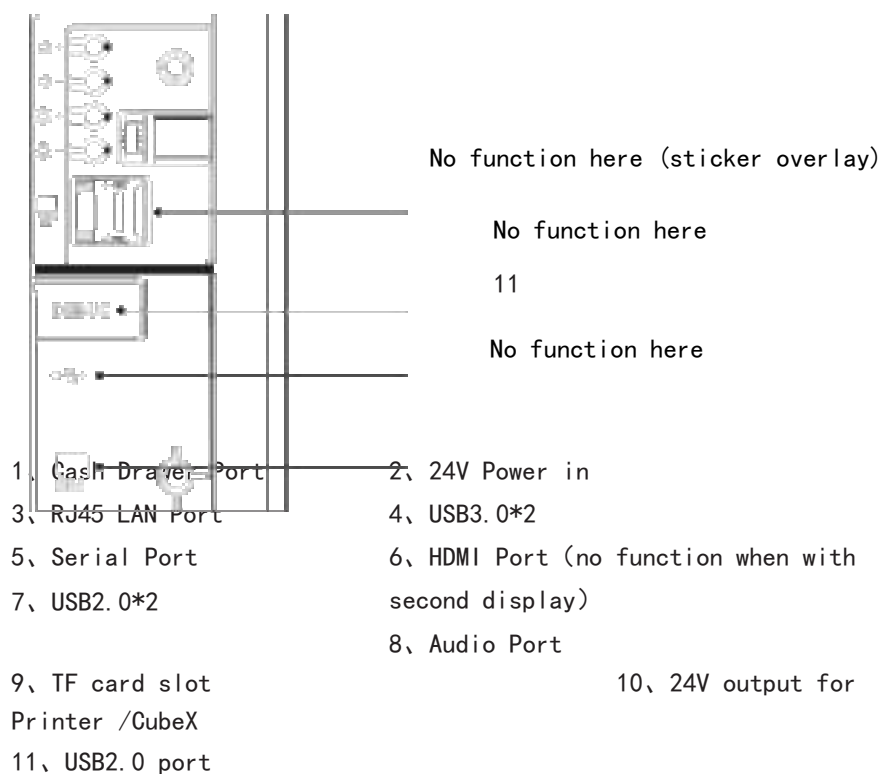 No function here (sticker overlay)
No function here
11
No function here
1、Cash Drawer Port 2、24V Power in
3、RJ45 LAN Port 4、USB3.0*2
5、Serial Port 6、HDMI Port（no function when with
7、USB2.0*2 second display）
8、Audio Port
9、TF card slot 10、24V output for
Printer /CubeX
11、USB2.0 port